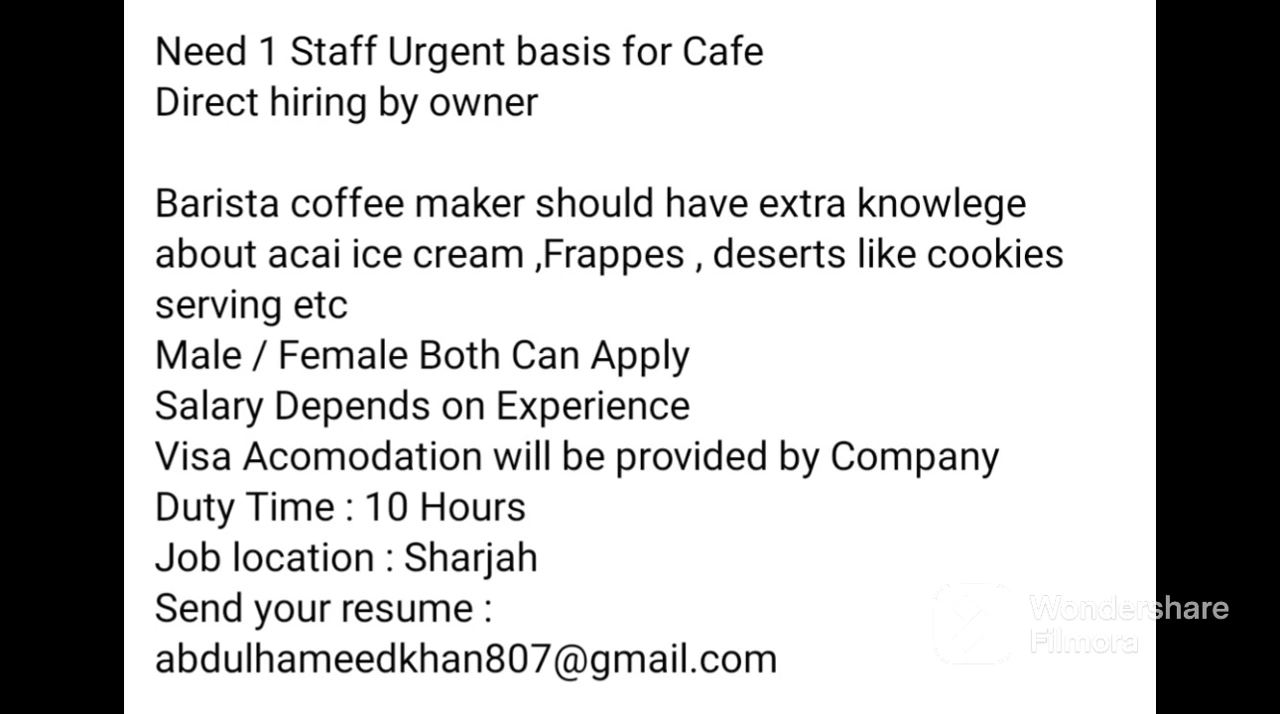 Need 1 Staff Urgent basis for Cafe
Direct hiring by owner
Barista coffee maker should have extra knowlege
about acai ice cream ,Frappes , deserts like cookies
serving etc
Male / Female Both Can Apply
Salary Depends on Experience
Visa Acomodation will be provided by Company
Duty Time : 10 Hours
Job location : Sharjah
Send your resume :
abdulhameedkhan807@gmail.com
Wondershare
Filmora